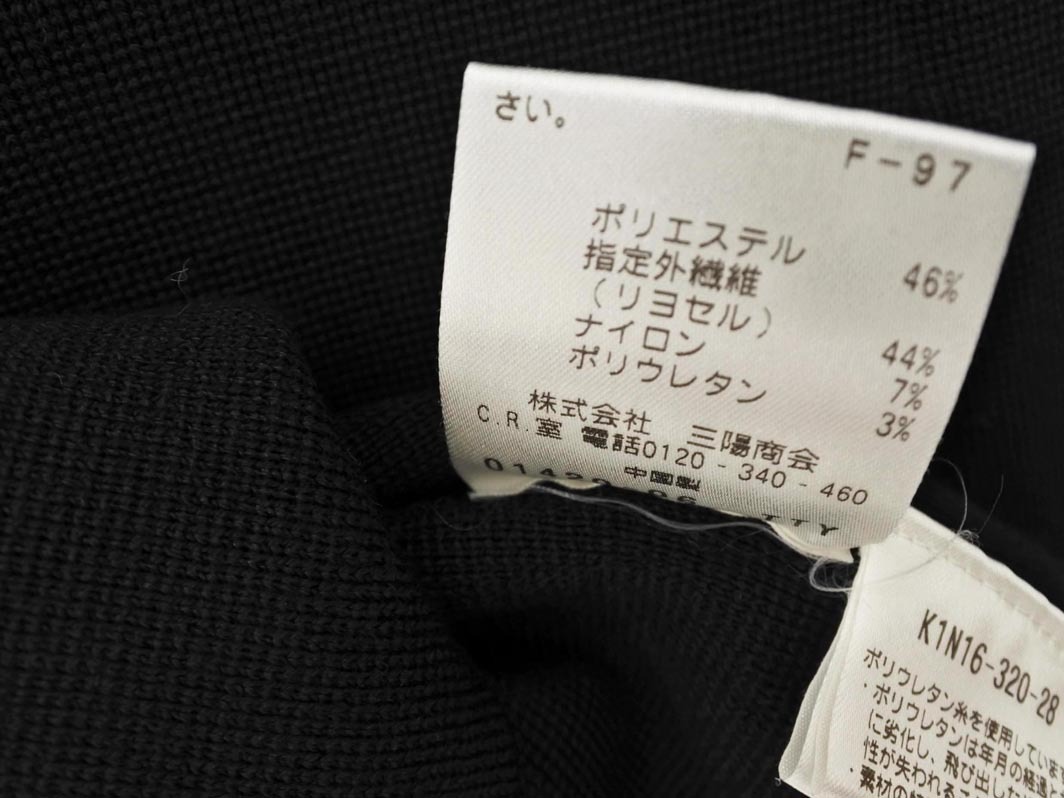 さい。
F-97
ポリエステル 46%
指定外繊維
(リヨセル) 44%
ナイロン 7%
ポリウレタン 3%
株式会社 三陽商会
C.R.室 電話0120-340-460
中国製
TTY
K1N16-320-28
ポリウレタン糸を使用していま
・ポリウレタンは年月の経過と
に劣化し、飛び出した
性が失われるこ
・素材の特